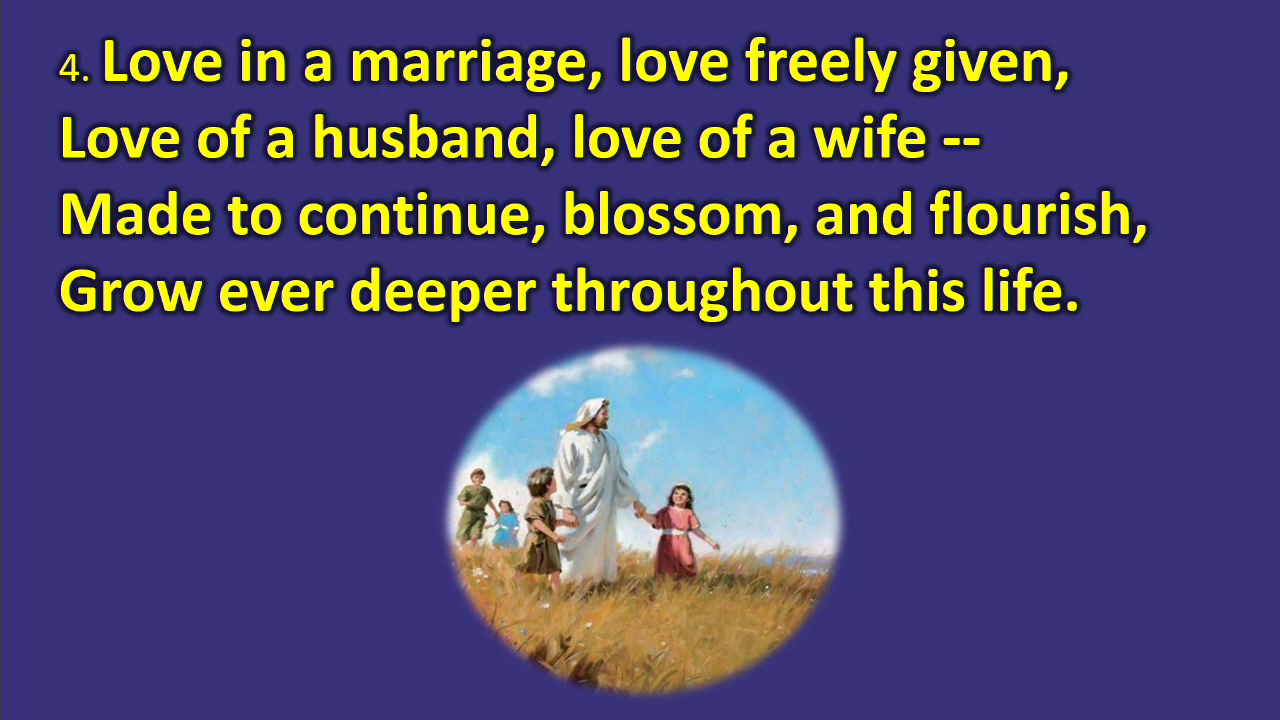 4. Love in a marriage, love freely given,
Love of a husband, love of a wife --
Made to continue, blossom, and flourish,
Grow ever deeper throughout this life.